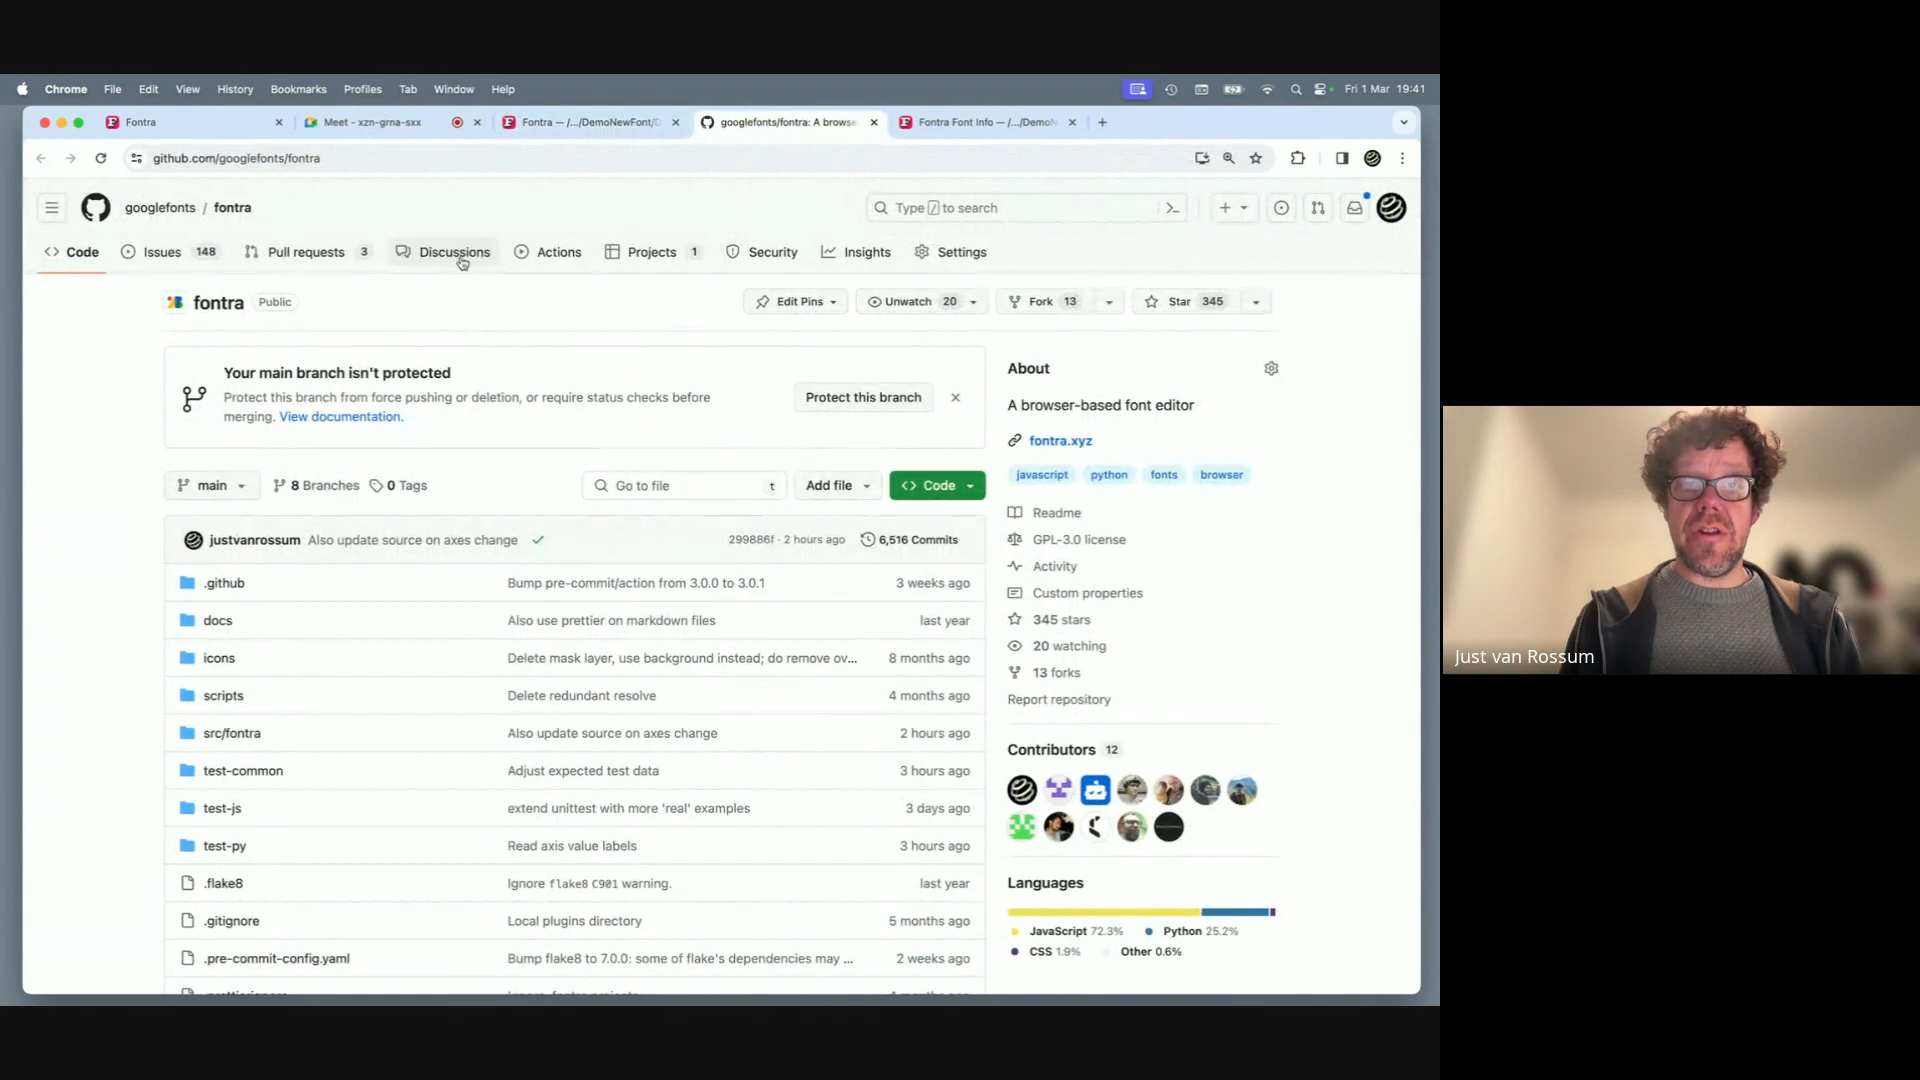 Chrome File Edit View History Bookmarks Profiles Tab Window Help Fri 1 Mar 19:41
Fontra Meet - xzn-grna-sxx Fontra — /.../DemoNewFont/ googlefonts/fontra: A browse Fontra Font Info — /.../Demo
github.com/googlefonts/fontra
googlefonts / fontra Type / to search
Code Issues 148 Pull requests 3 Discussions Actions Projects 1 Security Insights Settings
fontra Public Edit Pins Unwatch 20 Fork 13 Star 345
Your main branch isn't protected
Protect this branch from force pushing or deletion, or require status checks before
merging. View documentation.
Protect this branch
main 8 Branches 0 Tags Go to file t Add file Code
justvanrossum Also update source on axes change 299886f · 2 hours ago 6,516 Commits
.github Bump pre-commit/action from 3.0.0 to 3.0.1 3 weeks ago
docs Also use prettier on markdown files last year
icons Delete mask layer, use background instead; do remove ov... 8 months ago
scripts Delete redundant resolve 4 months ago
src/fontra Also update source on axes change 2 hours ago
test-common Adjust expected test data 3 hours ago
test-js extend unittest with more 'real' examples 3 days ago
test-py Read axis value labels 3 hours ago
.flake8 Ignore flake8 C901 warning. last year
.gitignore Local plugins directory 5 months ago
.pre-commit-config.yaml Bump flake8 to 7.0.0: some of flake's dependencies may ... 2 weeks ago
About
A browser-based font editor
fontra.xyz
javascript python fonts browser
Readme
GPL-3.0 license
Activity
Custom properties
345 stars
20 watching
13 forks
Report repository
Contributors 12
Languages
JavaScript 72.3% Python 25.2%
CSS 1.9% Other 0.6%
Just van Rossum